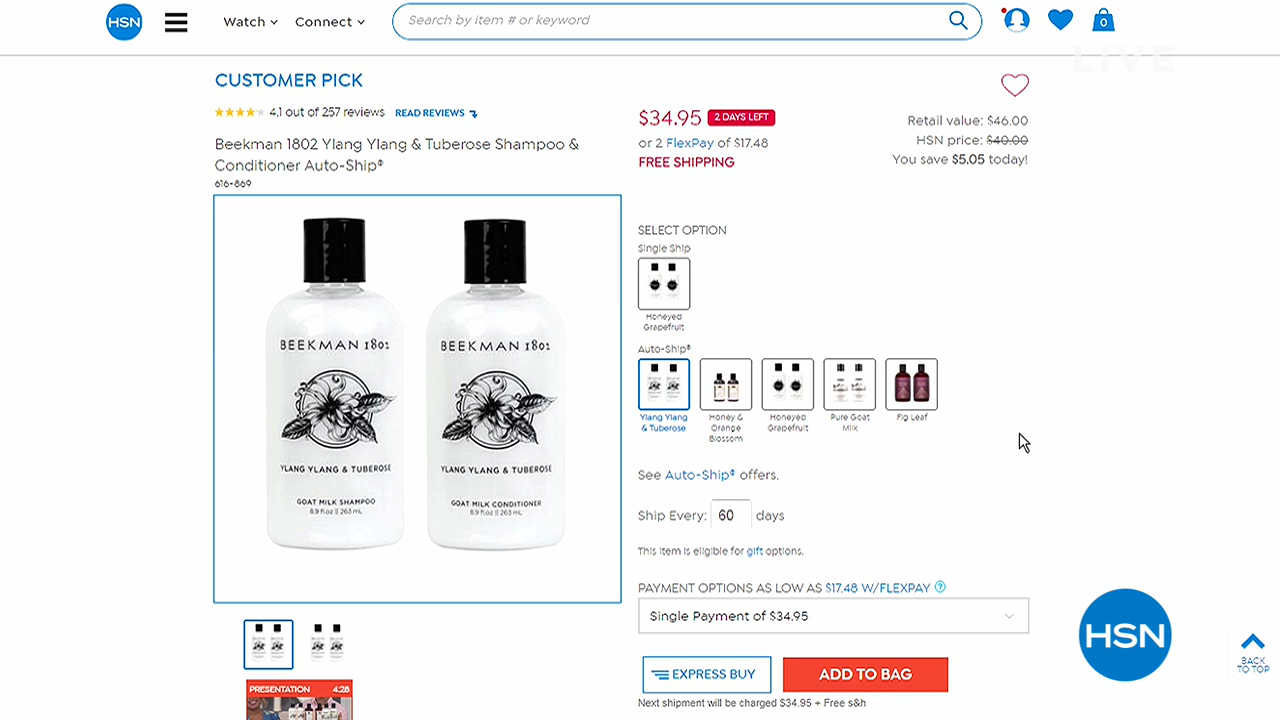 HSN
Watch
Connect
Search by item # or keyword
0
LIVE
CUSTOMER PICK
4.1 out of 257 reviews READ REVIEWS
Beekman 1802 Ylang Ylang & Tuberose Shampoo &
Conditioner Auto-Ship®
616-869
$34.95 2 DAYS LEFT
or 2 FlexPay of $17.48
FREE SHIPPING
Retail value: $46.00
HSN price: $40.00
You save $5.05 today!
BEEKMAN 1802
YLANG YLANG & TUBEROSE
GOAT MILK SHAMPOO
8.9 fl oz || 263 mL
BEEKMAN 1802
YLANG YLANG & TUBEROSE
GOAT MILK CONDITIONER
8.9 fl oz || 263 mL
SELECT OPTION
Single Ship
Honeyed
Grapefruit
Auto-Ship®
Ylang Ylang
& Tuberose
Honey &
Orange
Blossom
Honeyed
Grapefruit
Pure Goat
Milk
Fig Leaf
See Auto-Ship® offers.
Ship Every: 60 days
This item is eligible for gift options.
PAYMENT OPTIONS AS LOW AS $17.48 W/FLEXPAY ?
Single Payment of $34.95
EXPRESS BUY
ADD TO BAG
Next shipment will be charged $34.95 + Free s&h
PRESENTATION 4:28
HSN
BACK
TO TOP